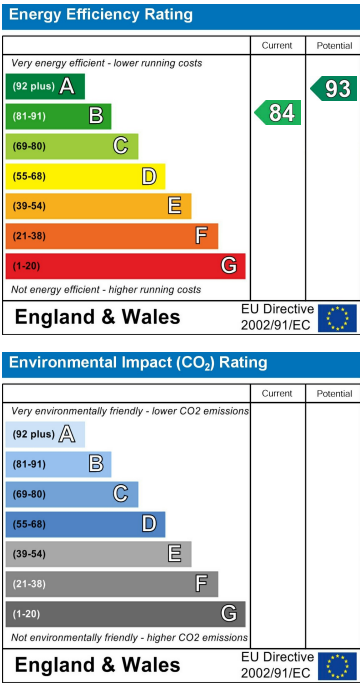 Energy Efficiency Rating
Current Potential
Very energy efficient - lower running costs
(92 plus) A
93
(81-91) B
84
(69-80) C
(55-68) D
(39-54) E
(21-38) F
(1-20) G
Not energy efficient - higher running costs
England & Wales
EU Directive
2002/91/EC
Environmental Impact (CO₂) Rating
Current Potential
Very environmentally friendly - lower CO2 emissions
(92 plus) A
(81-91) B
(69-80) C
(55-68) D
(39-54) E
(21-38) F
(1-20) G
Not environmentally friendly - higher CO2 emissions
England & Wales
EU Directive
2002/91/EC